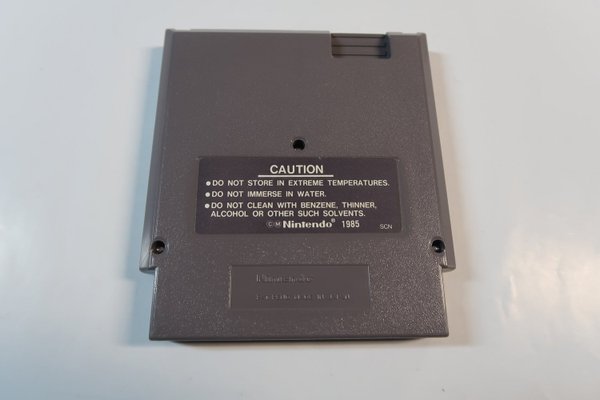 CAUTION
● DO NOT STORE IN EXTREME TEMPERATURES.
● DO NOT IMMERSE IN WATER.
● DO NOT CLEAN WITH BENZENE, THINNER,
ALCOHOL OR OTHER SUCH SOLVENTS.
©Ⓜ Nintendo® 1985 SCN
Nintendo